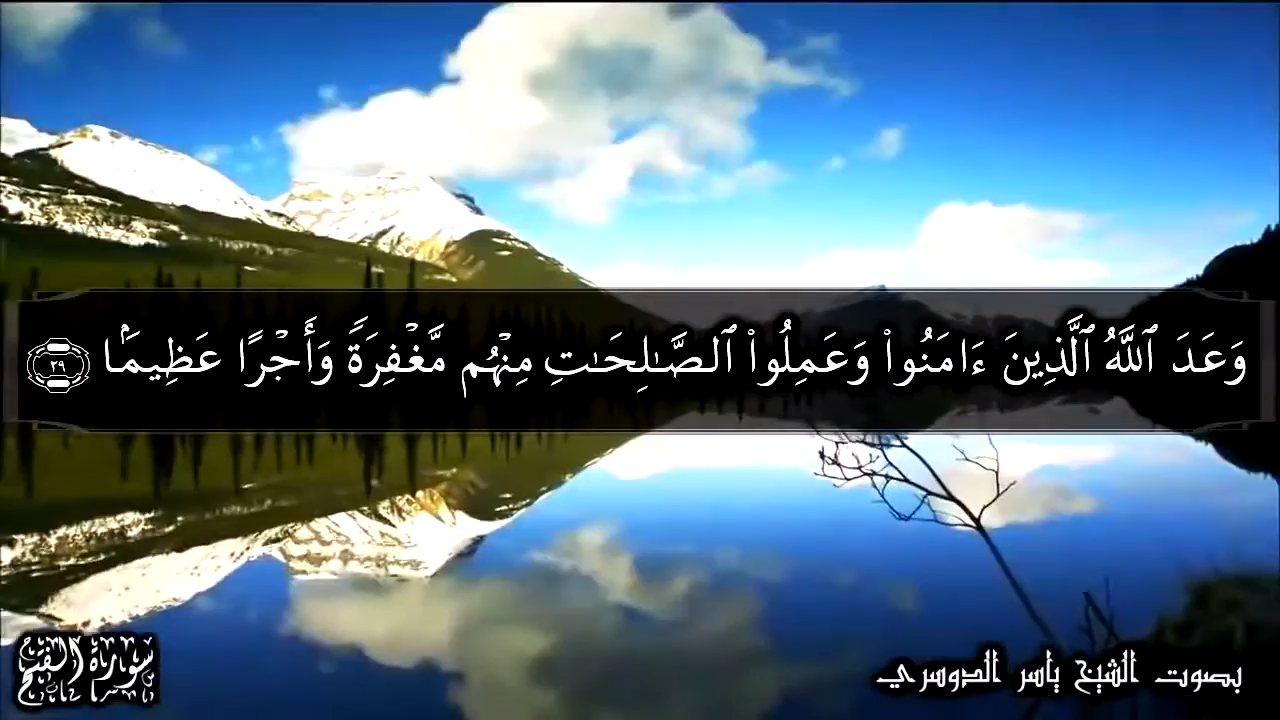 وَعَدَ ٱللَّهُ ٱلَّذِينَ ءَامَنُوا۟ وَعَمِلُوا۟ ٱلصَّـٰلِحَـٰتِ مِنْهُم مَّغْفِرَةً وَأَجْرًا عَظِيمًۢا ٢٩
سورة الفتح
بصوت الشيخ ياسر الدوسري